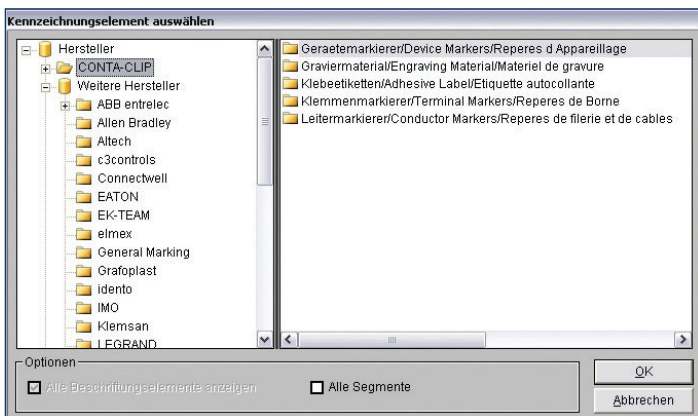 Kennzeichnungselement auswählen
Hersteller
CONTA-CLIP
Weitere Hersteller
ABB entrelec
Allen Bradley
Altech
c3controls
Connectwell
EATON
EK-TEAM
elmex
General Marking
Grafoplast
idento
IMO
Klemsan
LEGRAND
Geraetemarkierer/Device Markers/Reperes d Appareillage
Graviermaterial/Engraving Material/Materiel de gravure
Klebeetiketten/Adhesive Label/Etiquette autocollante
Klemmenmarkierer/Terminal Markers/Reperes de Borne
Leitermarkierer/Conductor Markers/Reperes de filerie et de cables
Optionen
Alle Beschriftungselemente anzeigen
Alle Segmente
OK
Abbrechen